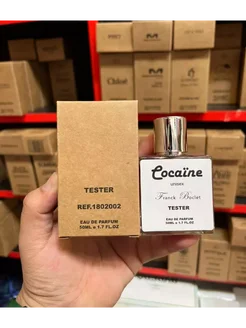 Chloé
TESTER
REF.1802002
EAU DE PARFUM
50ML e 1.7 FL.OZ
Cocaïne
UNISEX
Franck Boclet
TESTER
EAU DE PARFUM
50ML e 1.7 FL.OZ